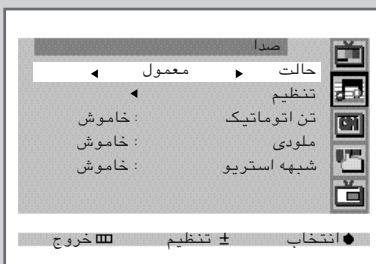 صدا
حالت ◀ معمول ▶
تنظیم ◀
تن اتوماتیک : خاموش
ملودی : خاموش
شبهه استریو : خاموش
انتخاب ± تنظیم خروج